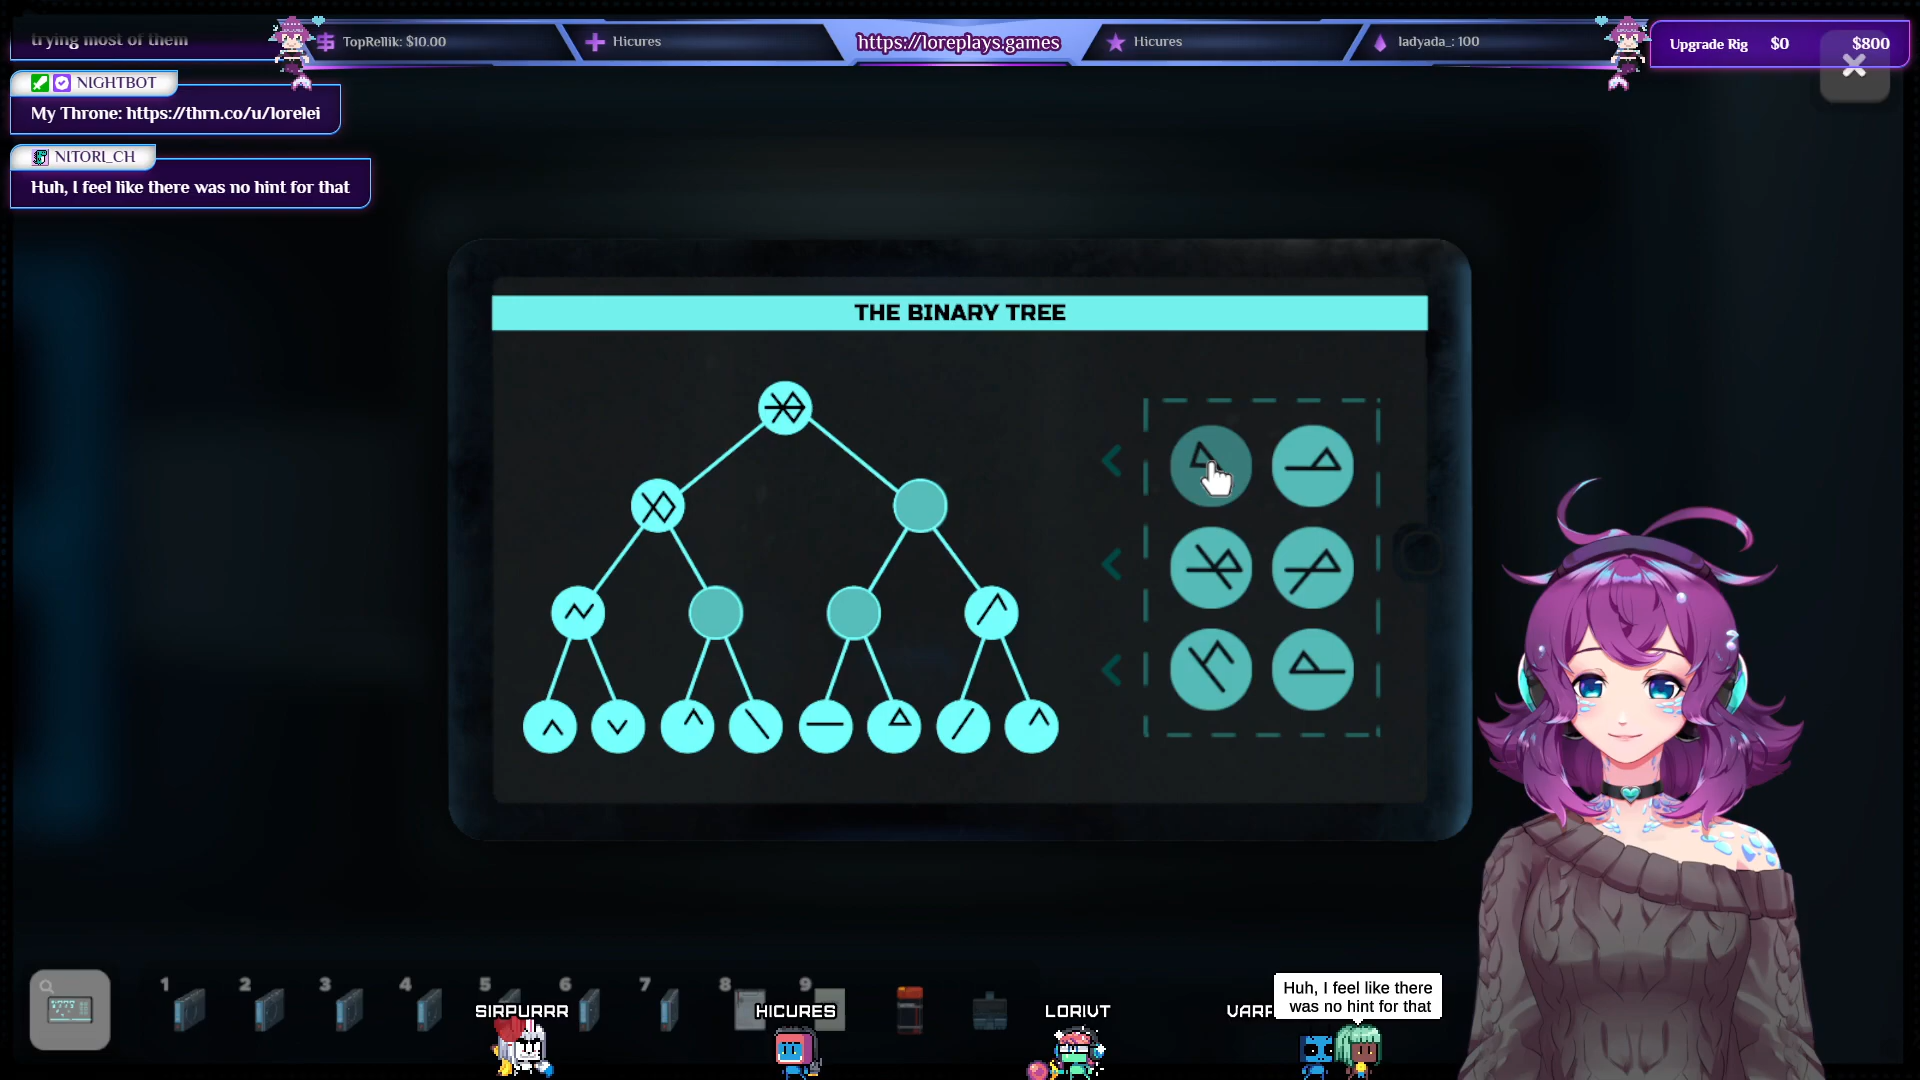 trying most of them
TopRellik: $10.00
Hicures
https://loreplays.games
Hicures
ladyada_: 100
Upgrade Rig $0 $800
NIGHTBOT
My Throne: https://thrn.co/u/lorelei
NITORI_CH
Huh, I feel like there was no hint for that
THE BINARY TREE
1 2 3 4 5 6 7 8 9
SIRPURRR
HICURES
LORIVT
Huh, I feel like there
was no hint for that